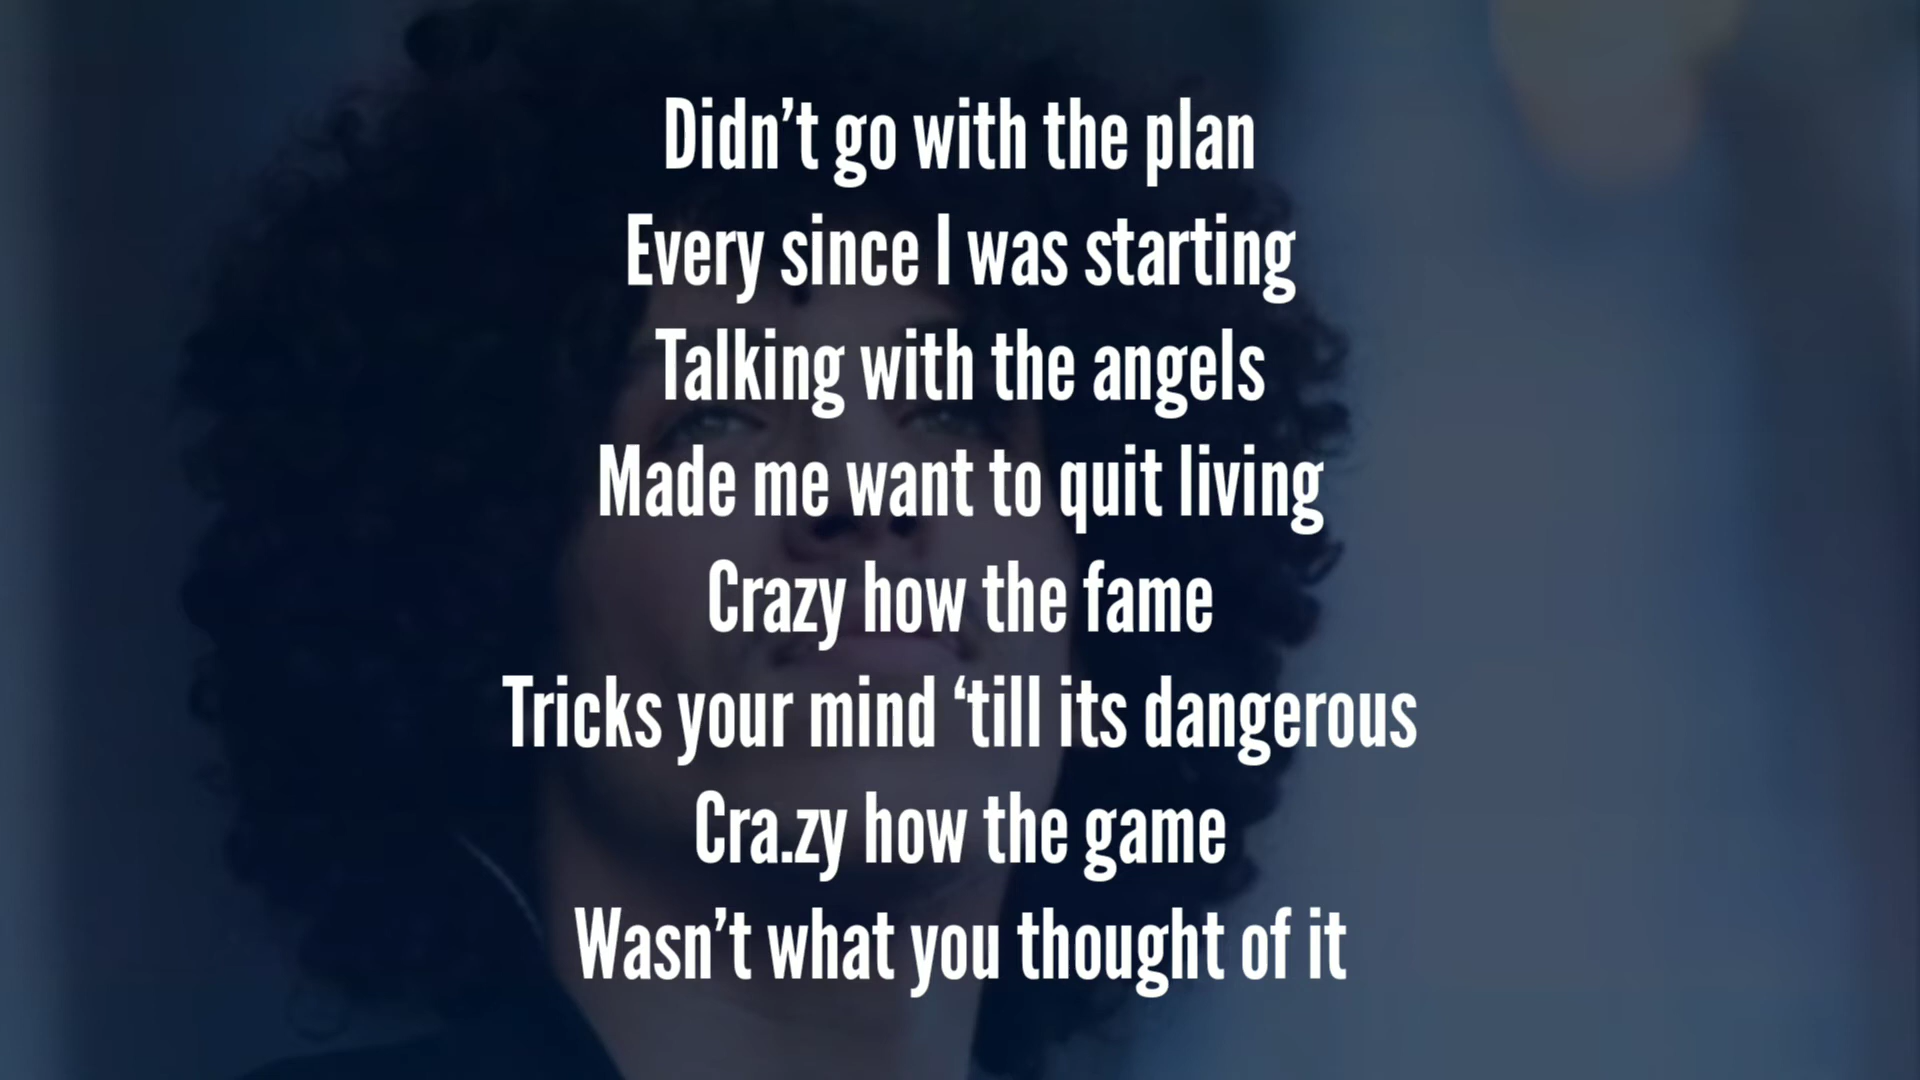 Didn’t go with the plan
Every since I was starting
Talking with the angels
Made me want to quit living
Crazy how the fame
Tricks your mind ‘till its dangerous
Cra.zy how the game
Wasn’t what you thought of it